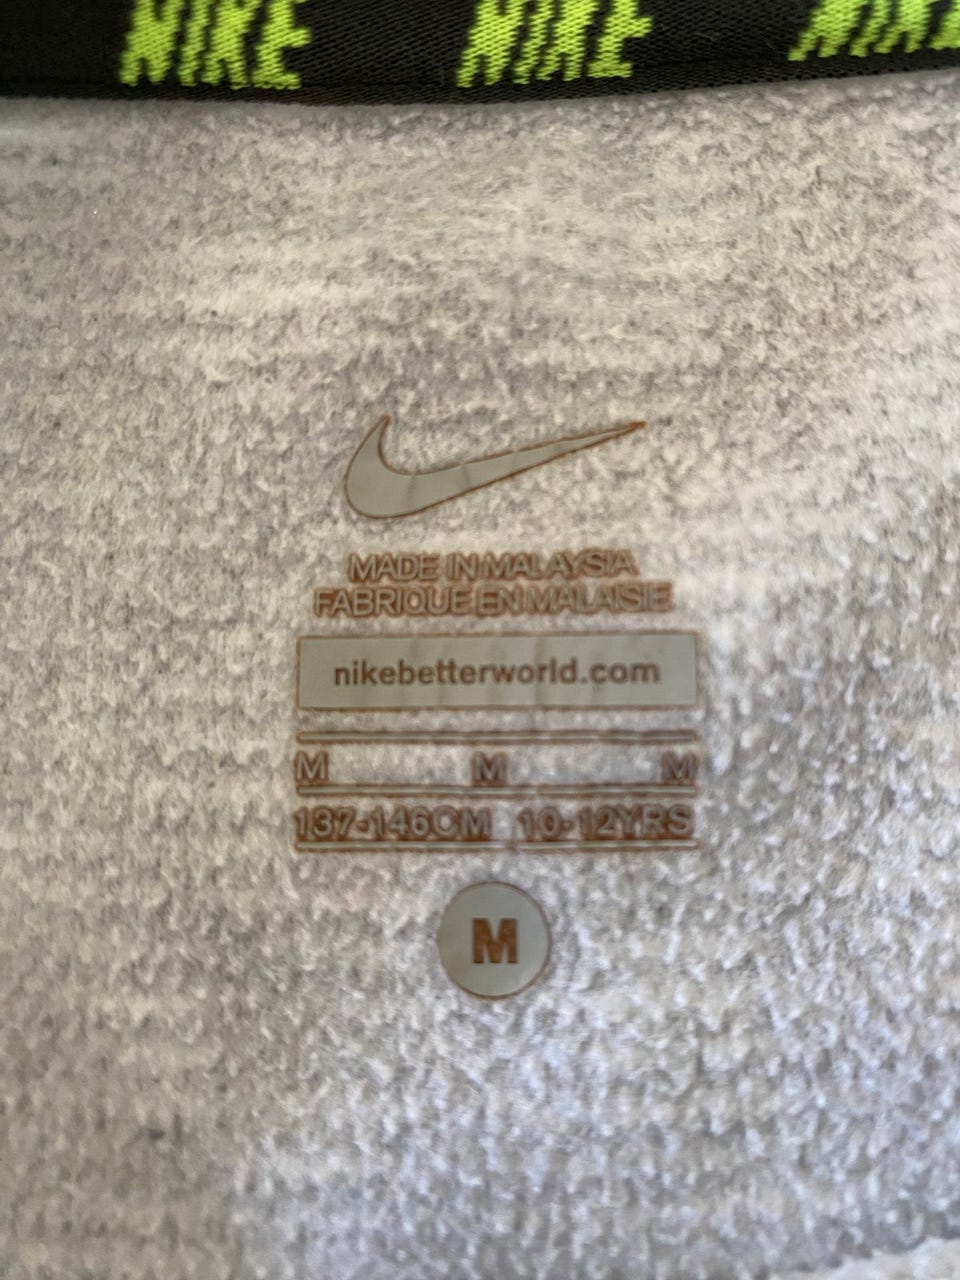 NIKE NIKE NIKE
MADE IN MALAYSIA
FABRIQUE EN MALAISIE
nikebetterworld.com
M M M
137-146CM 10-12YRS
M